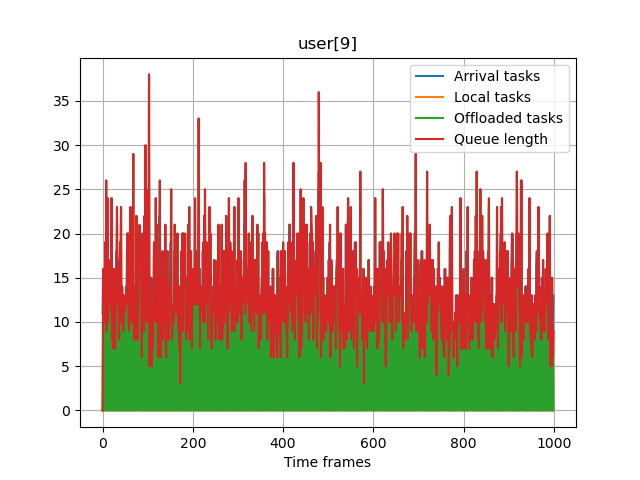 user[9]
Arrival tasks
Local tasks
Offloaded tasks
Queue length
35
30
25
20
15
10
5
0
0 200 400 600 800 1000
Time frames